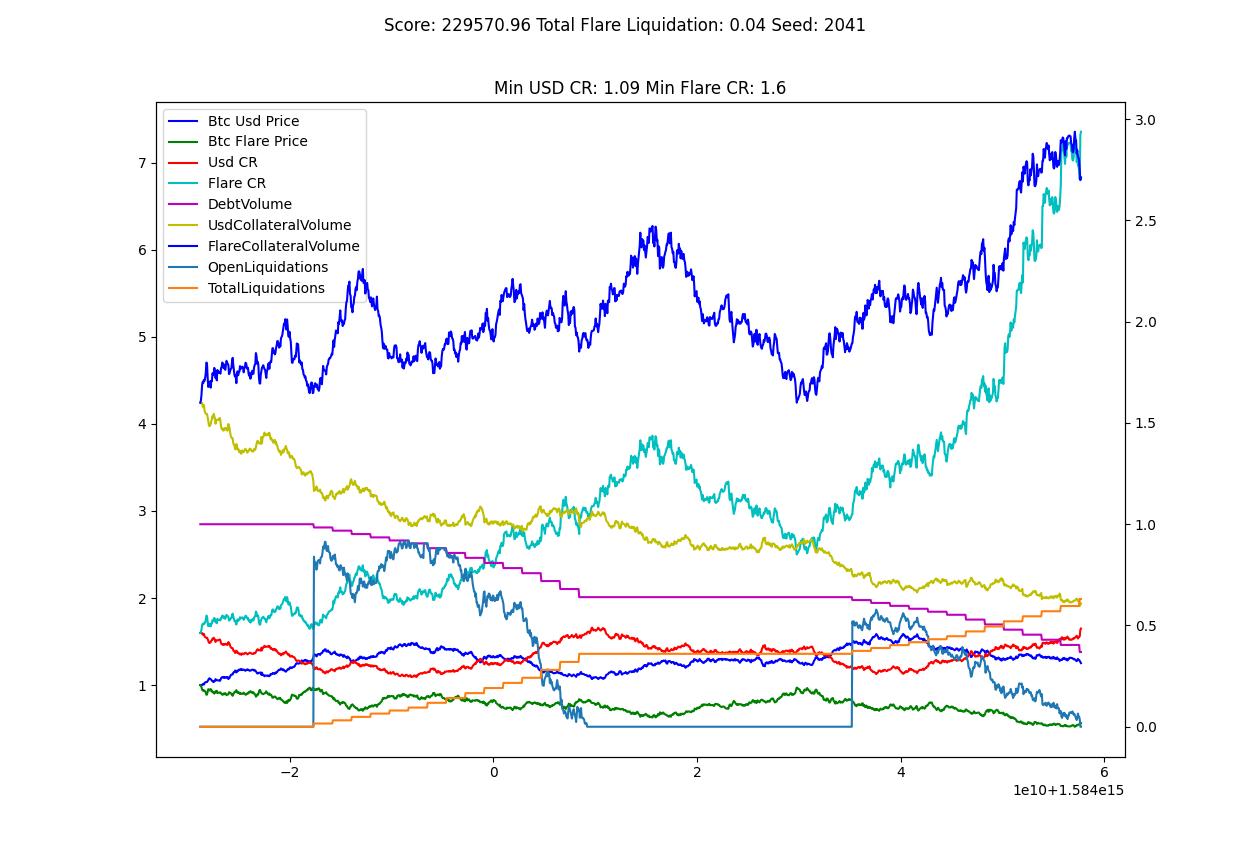 Score: 229570.96 Total Flare Liquidation: 0.04 Seed: 2041
Min USD CR: 1.09 Min Flare CR: 1.6
Btc Usd Price
Btc Flare Price
Usd CR
Flare CR
DebtVolume
UsdCollateralVolume
FlareCollateralVolume
OpenLiquidations
TotalLiquidations
7
6
5
4
3
2
1
3.0
2.5
2.0
1.5
1.0
0.5
0.0
−2 0 2 4 6
1e10+1.584e15